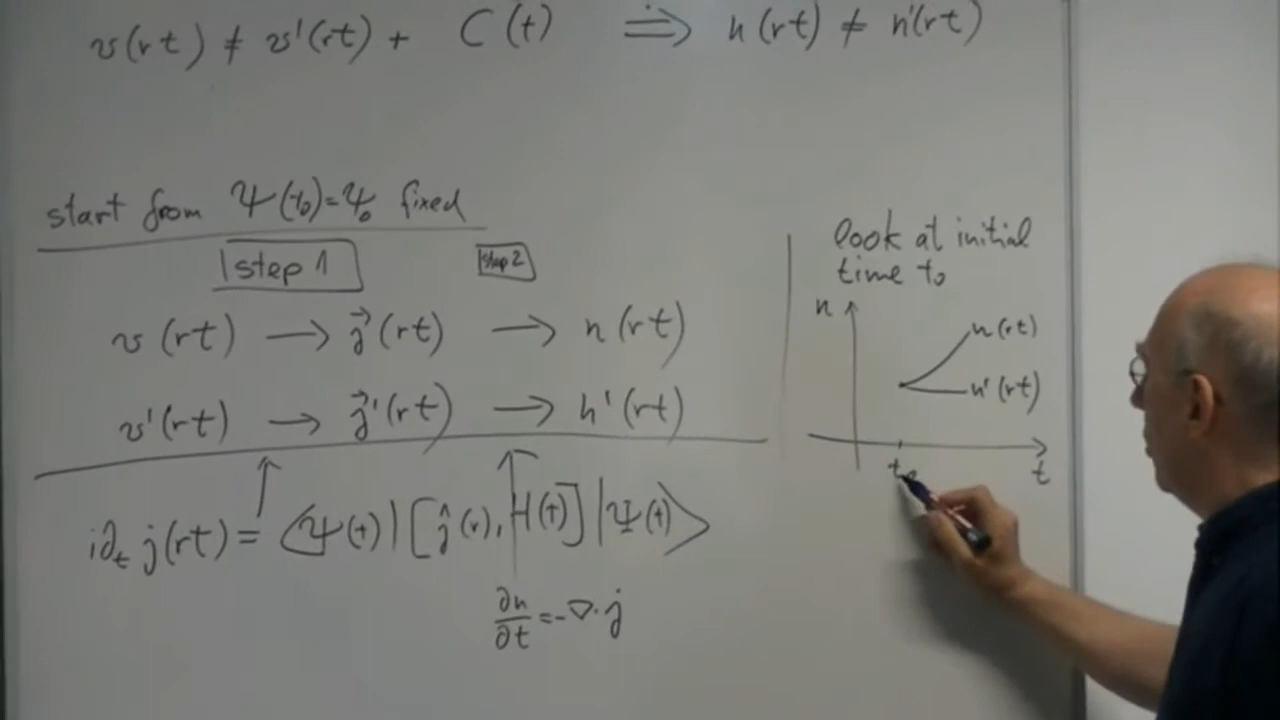 v(rt) ≠ v'(rt) + C(t) ⇒ n(rt) ≠ n'(rt)
start from Ψ(t₀)=Ψ₀ fixed
step 1 step 2
v(rt) → j⃗(rt) → n(rt)
v'(rt) → j⃗'(rt) → n'(rt)
i∂ₜ j(rt) = ⟨Ψ(t)| [ĵ(r), H(t)] |Ψ(t)⟩
∂n/∂t = -∇·j
look at initial
time t₀
n
n(rt)
n'(rt)
t₀ t